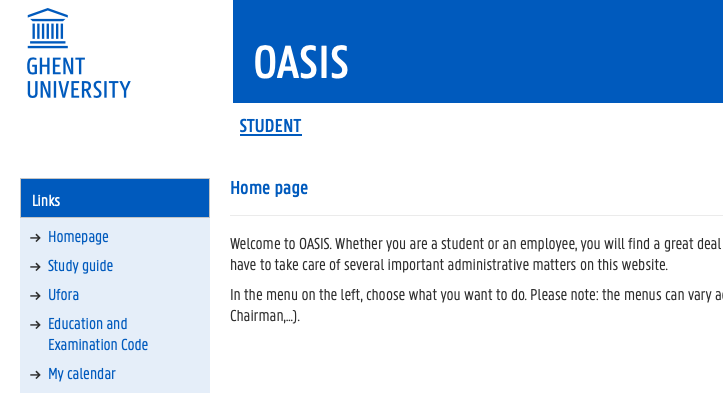 GHENT
UNIVERSITY
OASIS
STUDENT
Links
Homepage
Study guide
Ufora
Education and
Examination Code
My calendar
Home page
Welcome to OASIS. Whether you are a student or an employee, you will find a great deal
have to take care of several important administrative matters on this website.
In the menu on the left, choose what you want to do. Please note: the menus can vary
Chairman,...).